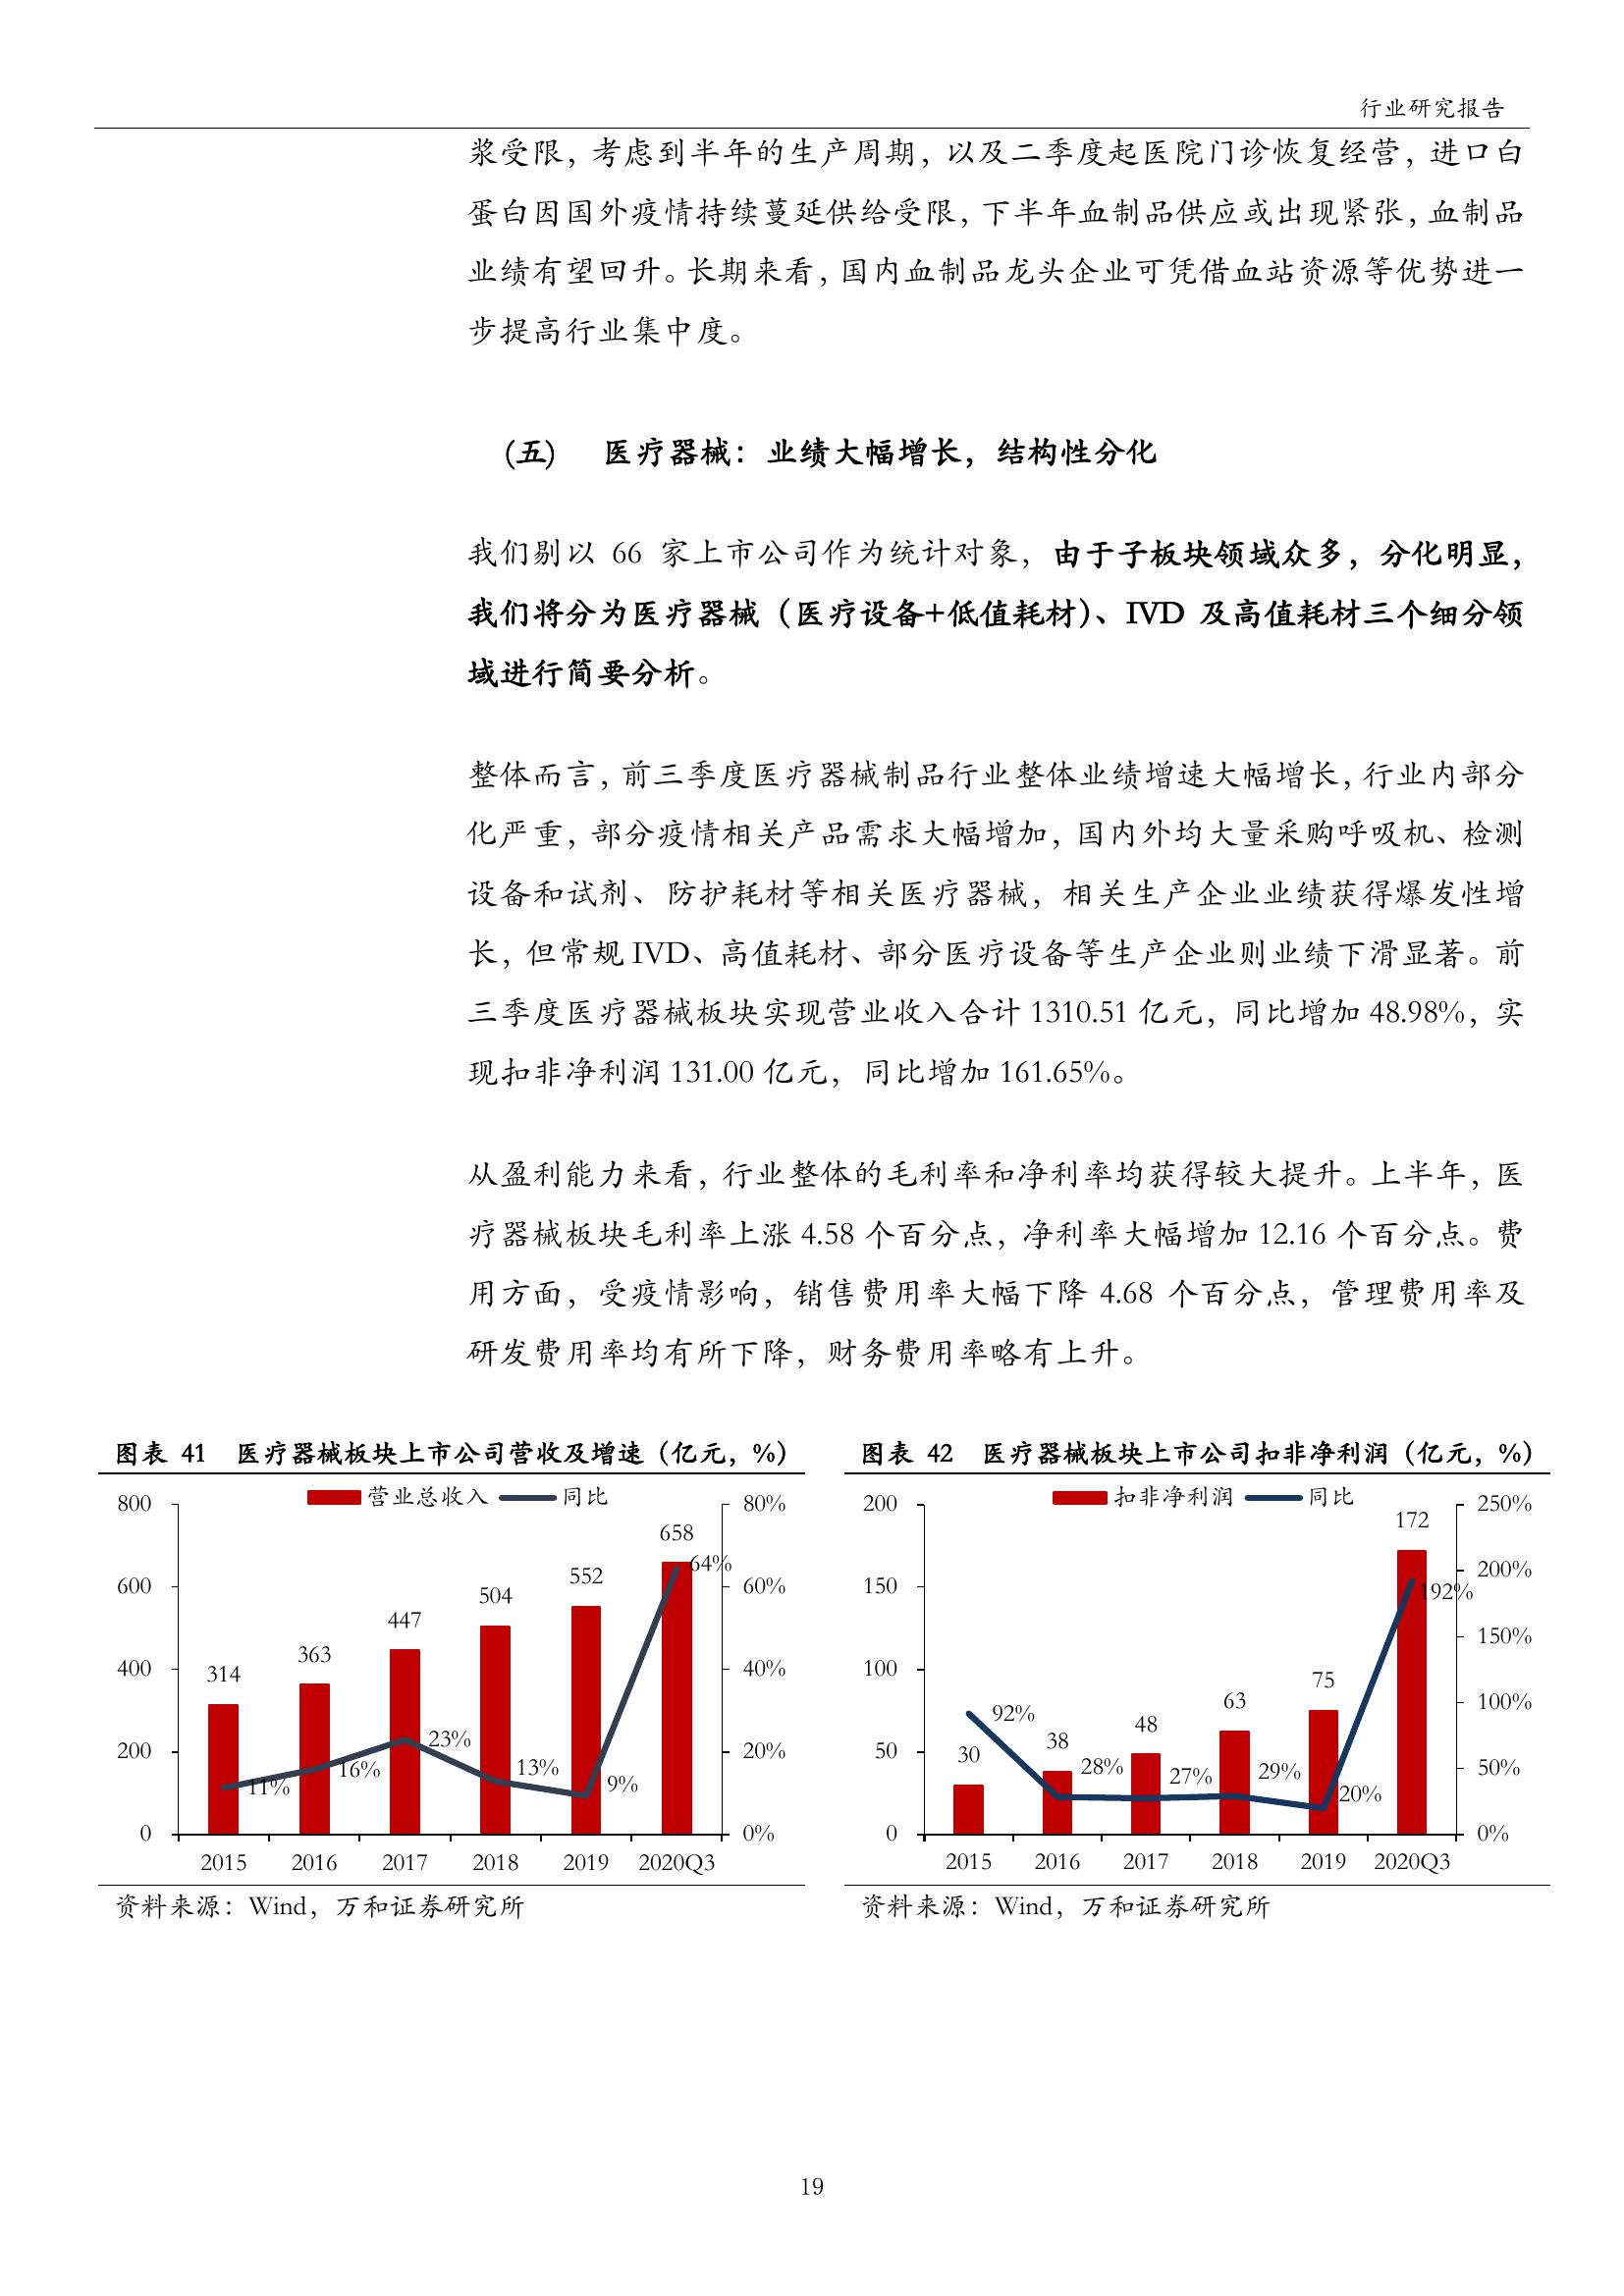 行业研究报告
浆受限，考虑到半年的生产周期，以及二季度起医院门诊恢复经营，进口白
蛋白因国外疫情持续蔓延供给受限，下半年血制品供应或出现紧张，血制品
业绩有望回升。长期来看，国内血制品龙头企业可凭借血站资源等优势进一
步提高行业集中度。
(五) 医疗器械：业绩大幅增长，结构性分化
我们剔以 66 家上市公司作为统计对象，由于子板块领域众多，分化明显，
我们将分为医疗器械（医疗设备+低值耗材）、IVD 及高值耗材三个细分领
域进行简要分析。
整体而言，前三季度医疗器械制品行业整体业绩增速大幅增长，行业内部分
化严重，部分疫情相关产品需求大幅增加，国内外均大量采购呼吸机、检测
设备和试剂、防护耗材等相关医疗器械，相关生产企业业绩获得爆发性增
长，但常规 IVD、高值耗材、部分医疗设备等生产企业则业绩下滑显著。前
三季度医疗器械板块实现营业收入合计 1310.51 亿元，同比增加 48.98%，实
现扣非净利润 131.00 亿元，同比增加 161.65%。
从盈利能力来看，行业整体的毛利率和净利率均获得较大提升。上半年，医
疗器械板块毛利率上涨 4.58 个百分点，净利率大幅增加 12.16 个百分点。费
用方面，受疫情影响，销售费用率大幅下降 4.68 个百分点，管理费用率及
研发费用率均有所下降，财务费用率略有上升。
图表 41 医疗器械板块上市公司营收及增速（亿元，%）
营业总收入 同比
800
600
400
200
0
80%
60%
40%
20%
0%
314
363
447
504
552
658
11%
16%
23%
13%
9%
64%
2015 2016 2017 2018 2019 2020Q3
资料来源：Wind，万和证券研究所
图表 42 医疗器械板块上市公司扣非净利润（亿元，%）
扣非净利润 同比
200
150
100
50
0
250%
200%
150%
100%
50%
0%
30
38
48
63
75
172
92%
28%
27%
29%
20%
192%
2015 2016 2017 2018 2019 2020Q3
资料来源：Wind，万和证券研究所
19